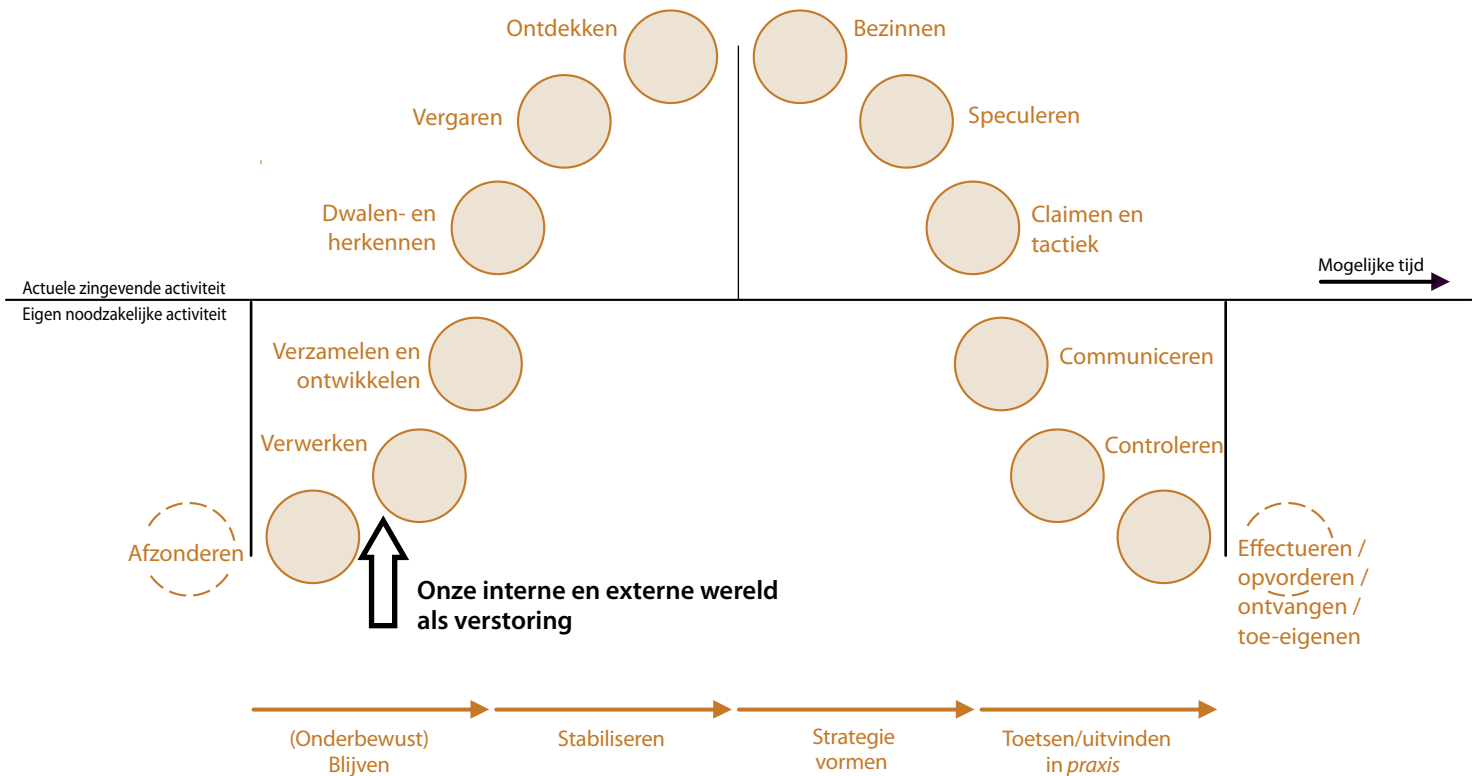 Ontdekken
Bezinnen
Vergaren
Speculeren
Dwalen- en
herkennen
Claimen en
tactiek
Mogelijke tijd
Actuele zingevende activiteit
Eigen noodzakelijke activiteit
Verzamelen en
ontwikkelen
Communiceren
Verwerken
Controleren
Afzonderen
Effectueren /
opvorderen /
ontvangen /
toe-eigenen
Onze interne en externe wereld
als verstoring
(Onderbewust)
Blijven
Stabiliseren
Strategie
vormen
Toetsen/uitvinden
in praxis